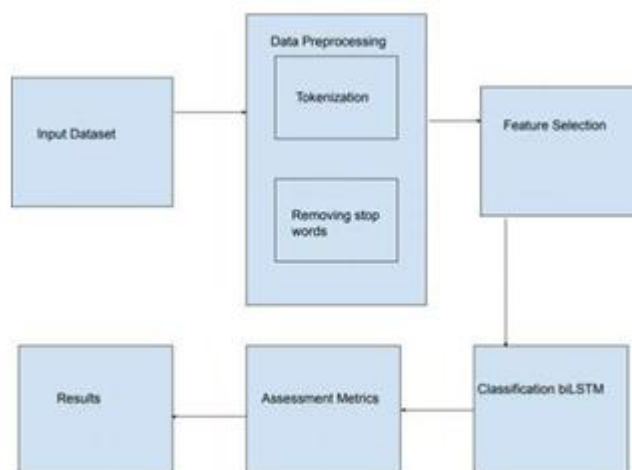 Data Preprocessing
Tokenization
Input Dataset
Feature Selection
Removing stop
words
Classification biLSTM
Results
Assessment Metrics